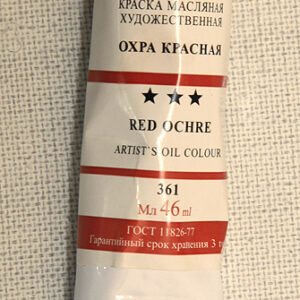 КРАСКА МАСЛЯНАЯ
ХУДОЖЕСТВЕННАЯ
ОХРА КРАСНАЯ
★★★
RED OCHRE
ARTIST'S OIL COLOUR
361
Мл 46 ml
ГОСТ 11826-77
Гарантийный срок хранения 3